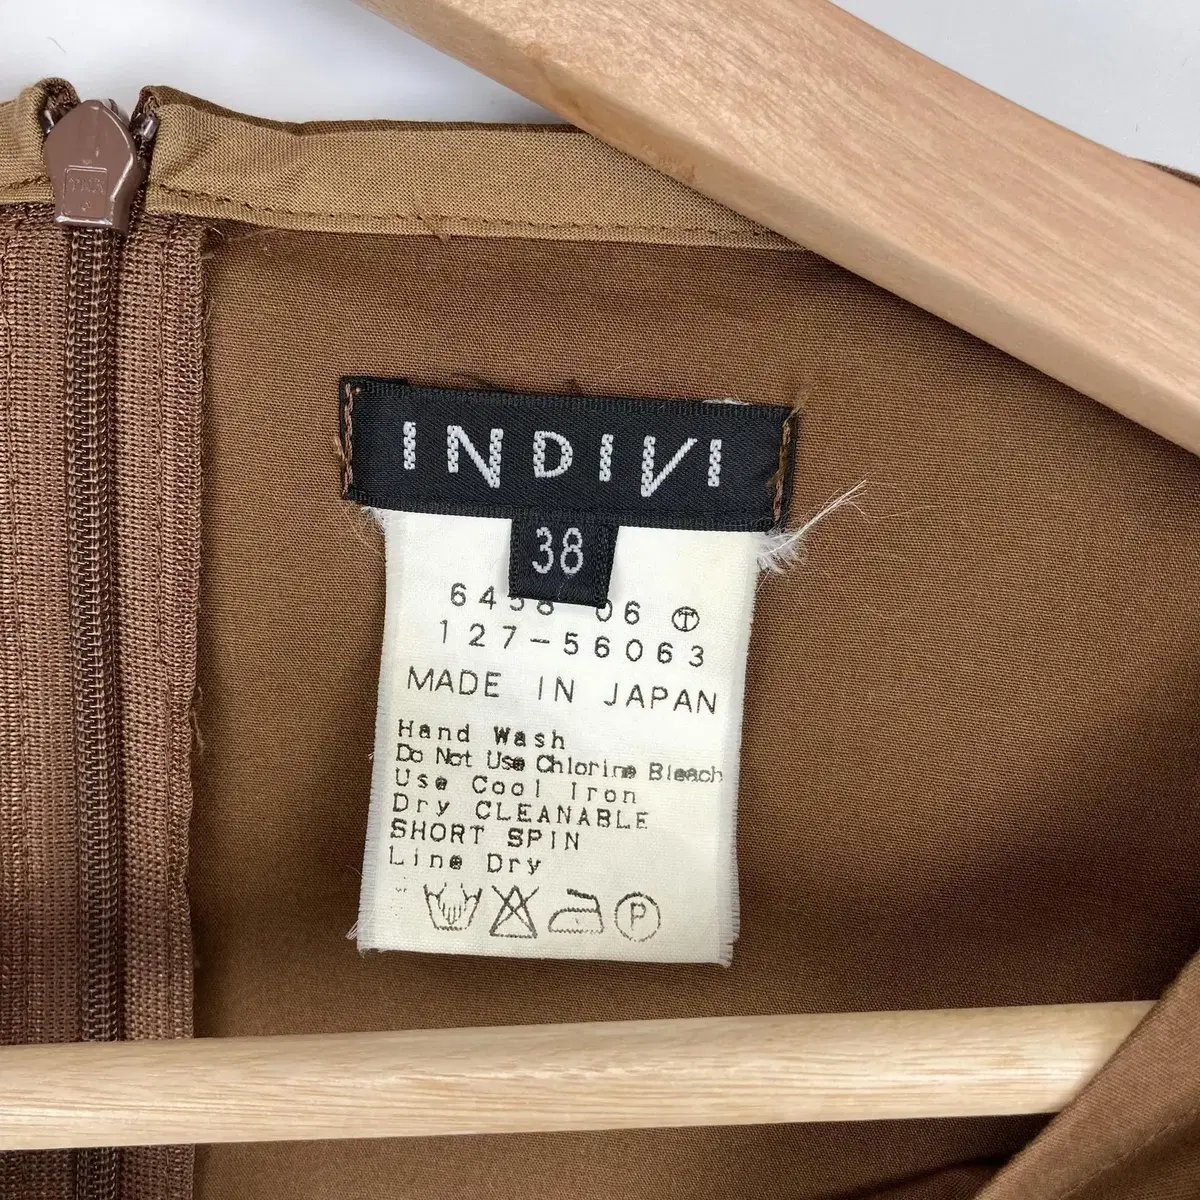 YKK
INDIVI
38
6458 06 Ⓣ
127-56063
MADE IN JAPAN
Hand Wash
Do Not Use Chlorine Bleach
Use Cool Iron
Dry CLEANABLE
SHORT SPIN
Line Dry
P